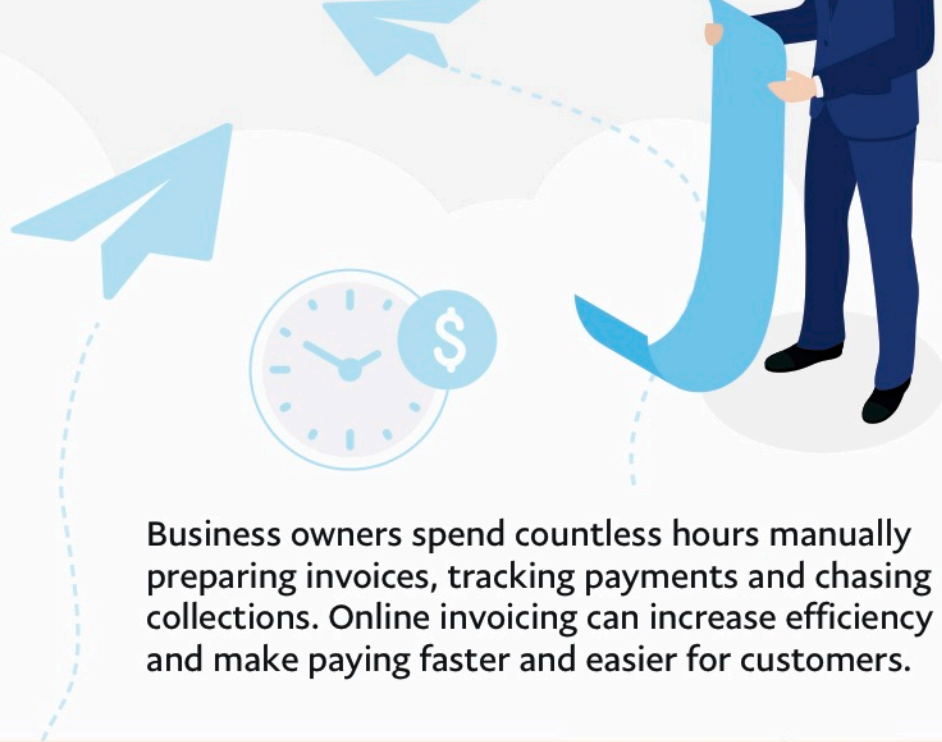 $
Business owners spend countless hours manually
preparing invoices, tracking payments and chasing
collections. Online invoicing can increase efficiency
and make paying faster and easier for customers.